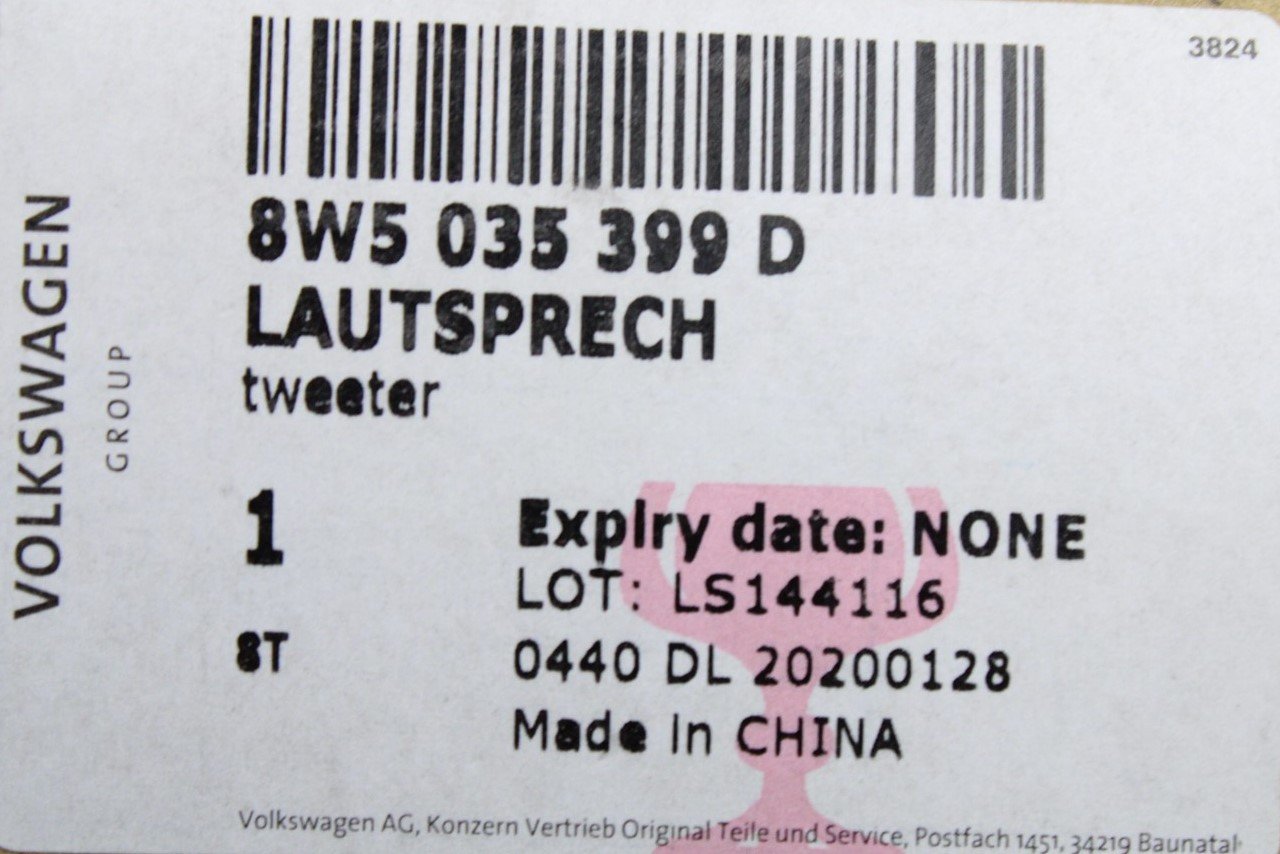 3824
8W5 035 399 D
LAUTSPRECH
tweeter
VOLKSWAGEN
GROUP
1
Expiry date: NONE
LOT: LS144116
ST
0440 DL 20200128
Made in CHINA
Volkswagen AG, Konzern Vertrieb Original Teile und Service, Postfach 1451, 34219 Baunatal